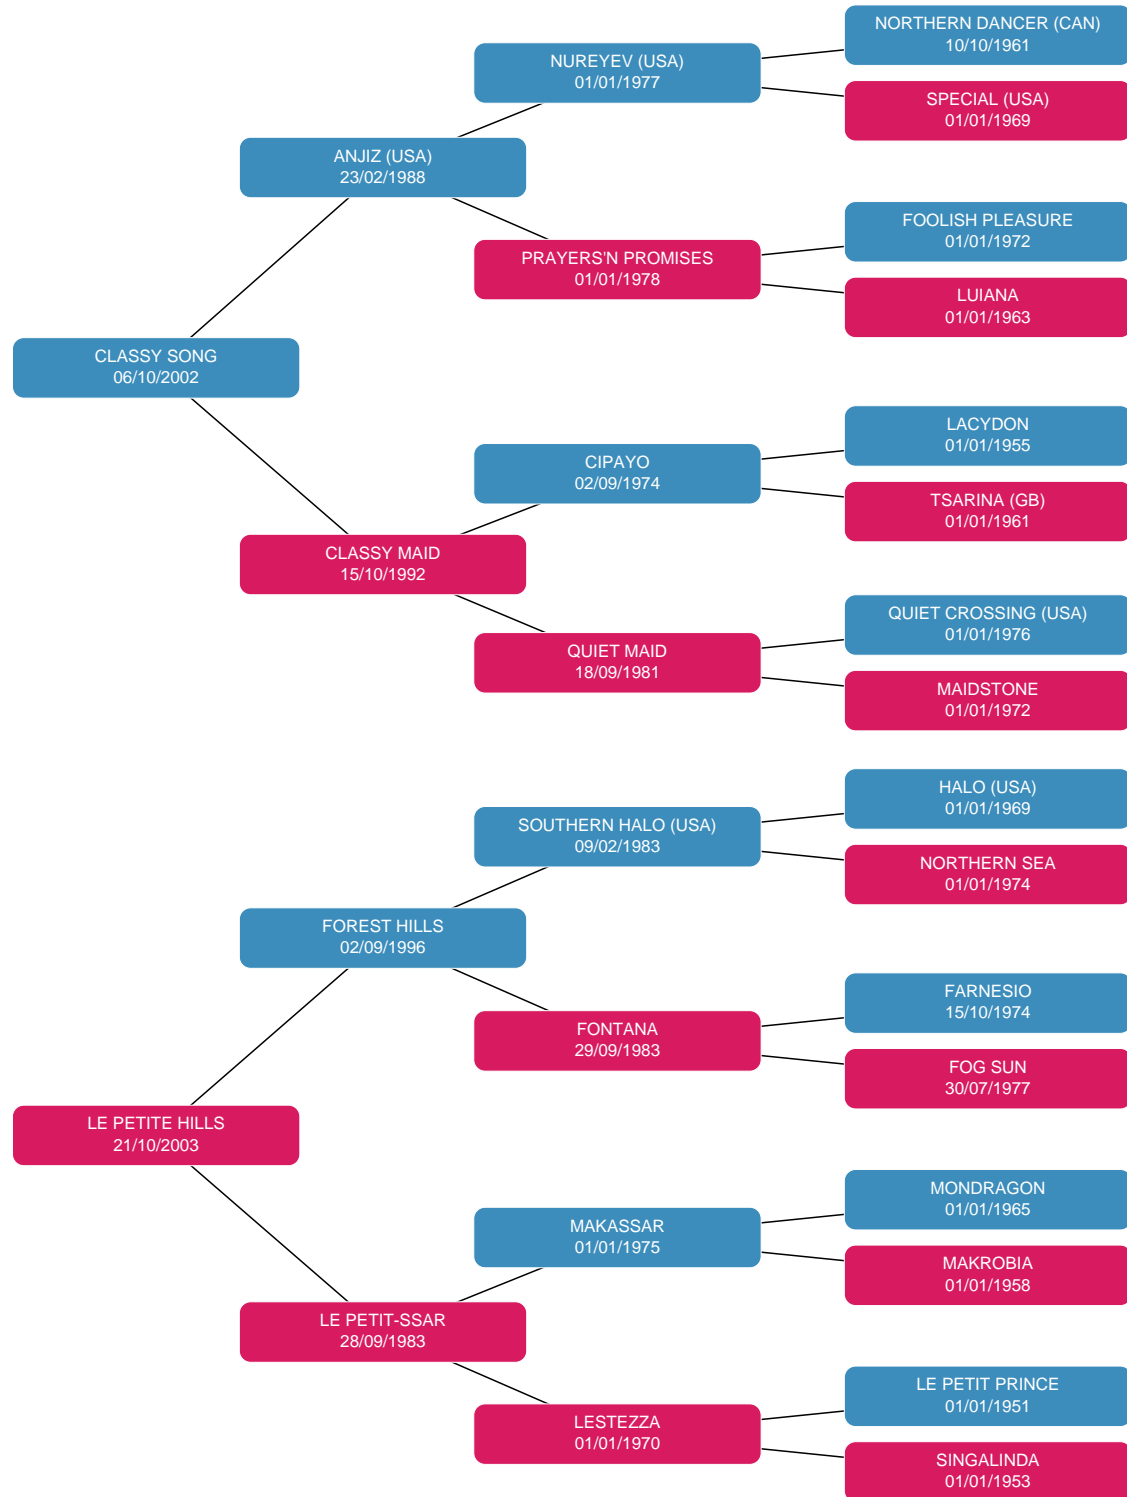 NORTHERN DANCER (CAN)
10/10/1961
NUREYEV (USA)
01/01/1977
SPECIAL (USA)
01/01/1969
ANJIZ (USA)
23/02/1988
FOOLISH PLEASURE
01/01/1972
PRAYERS'N PROMISES
01/01/1978
LUIANA
01/01/1963
CLASSY SONG
06/10/2002
LACYDON
01/01/1955
CIPAYO
02/09/1974
TSARINA (GB)
01/01/1961
CLASSY MAID
15/10/1992
QUIET CROSSING (USA)
01/01/1976
QUIET MAID
18/09/1981
MAIDSTONE
01/01/1972
HALO (USA)
01/01/1969
SOUTHERN HALO (USA)
09/02/1983
NORTHERN SEA
01/01/1974
FOREST HILLS
02/09/1996
FARNESIO
15/10/1974
FONTANA
29/09/1983
FOG SUN
30/07/1977
LE PETITE HILLS
21/10/2003
MONDRAGON
01/01/1965
MAKASSAR
01/01/1975
MAKROBIA
01/01/1958
LE PETIT-SSAR
28/09/1983
LE PETIT PRINCE
01/01/1951
LESTEZZA
01/01/1970
SINGALINDA
01/01/1953